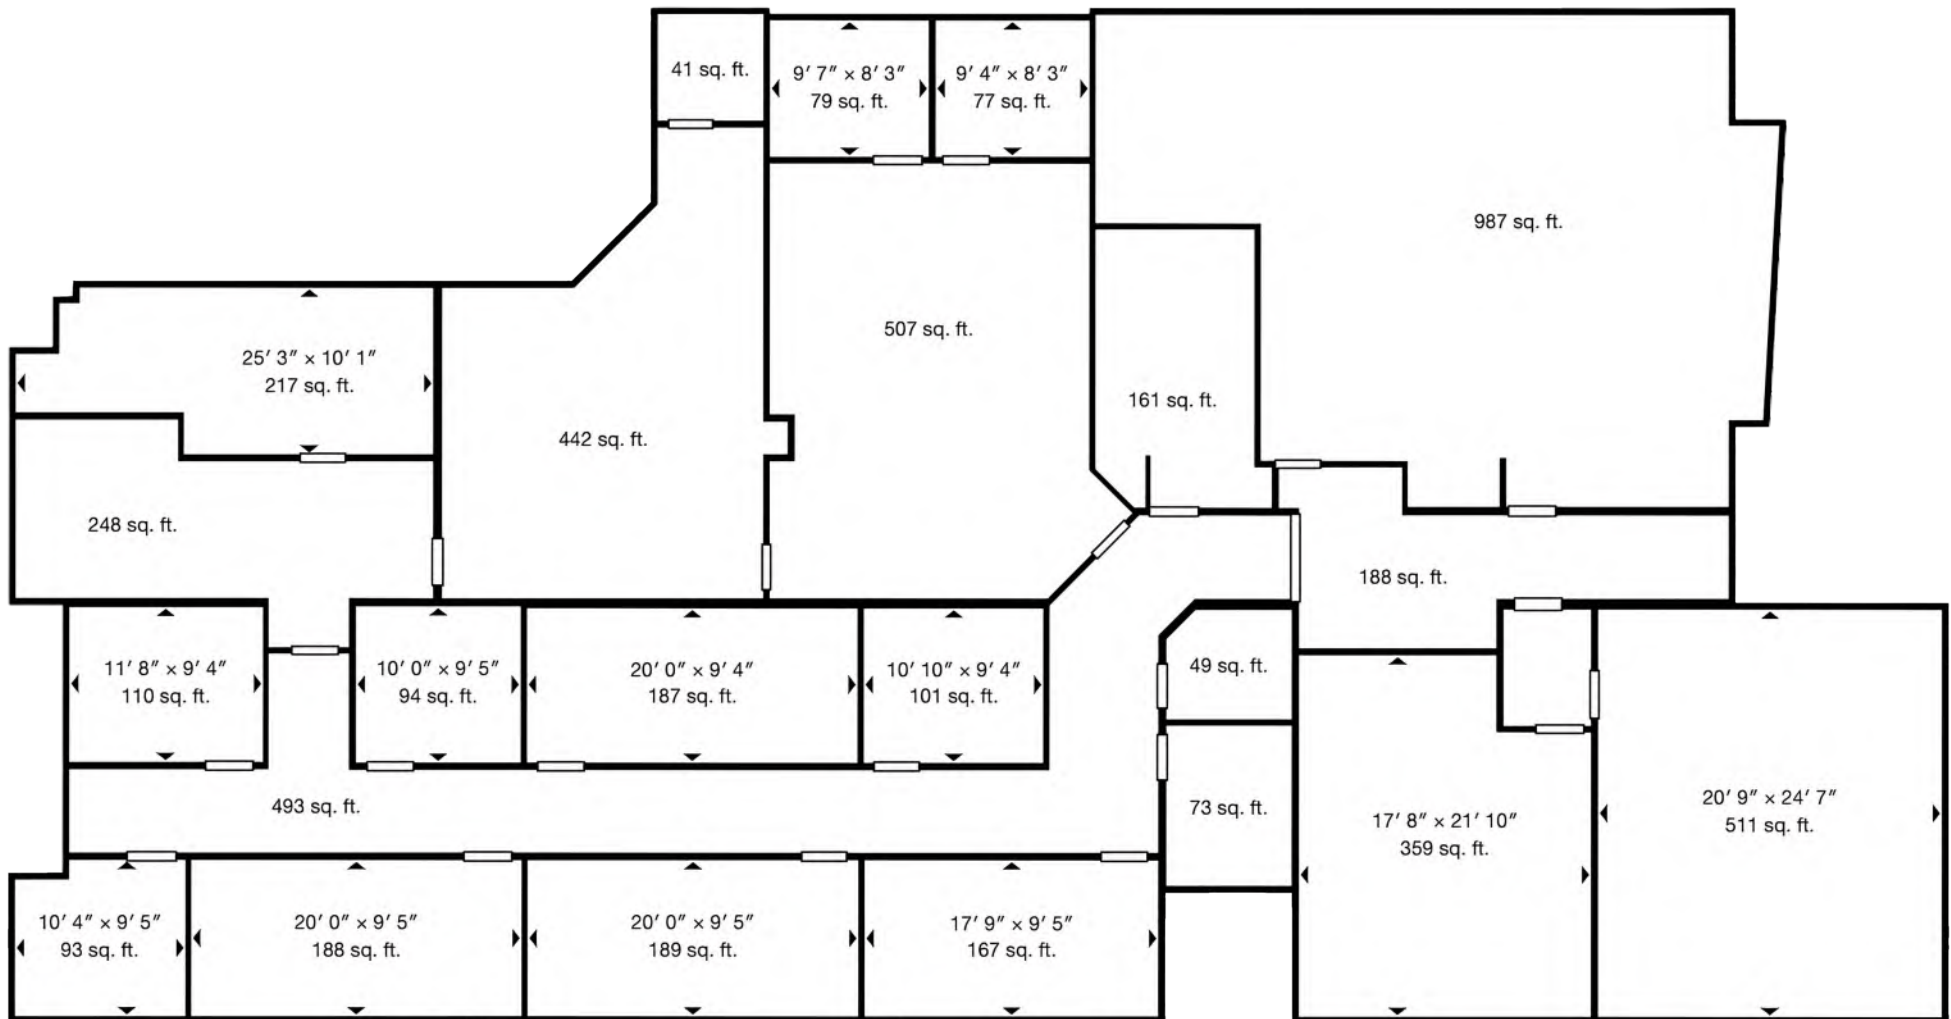 41 sq. ft.
9′ 7″ × 8′ 3″
79 sq. ft.
9′ 4″ × 8′ 3″
77 sq. ft.
987 sq. ft.
507 sq. ft.
25′ 3″ × 10′ 1″
217 sq. ft.
161 sq. ft.
442 sq. ft.
248 sq. ft.
188 sq. ft.
11′ 8″ × 9′ 4″
110 sq. ft.
10′ 0″ × 9′ 5″
94 sq. ft.
20′ 0″ × 9′ 4″
187 sq. ft.
10′ 10″ × 9′ 4″
101 sq. ft.
49 sq. ft.
493 sq. ft.
73 sq. ft.
17′ 8″ × 21′ 10″
359 sq. ft.
20′ 9″ × 24′ 7″
511 sq. ft.
10′ 4″ × 9′ 5″
93 sq. ft.
20′ 0″ × 9′ 5″
188 sq. ft.
20′ 0″ × 9′ 5″
189 sq. ft.
17′ 9″ × 9′ 5″
167 sq. ft.